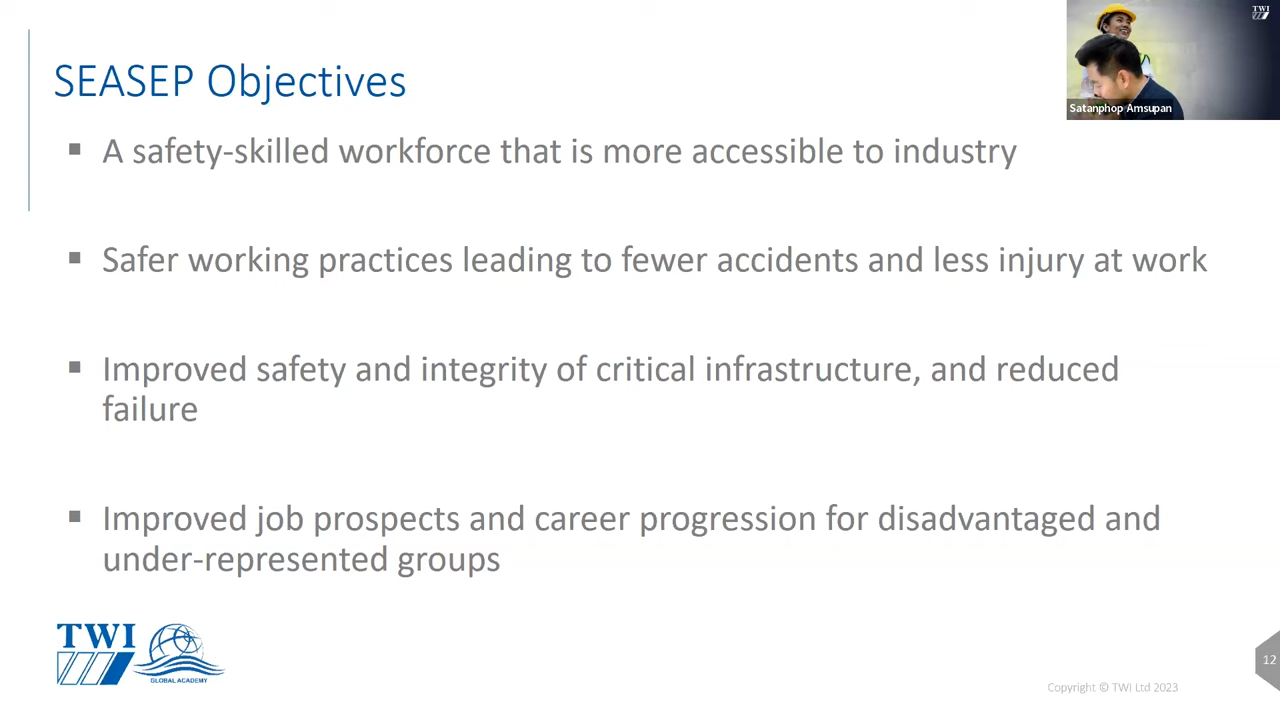 SEASEP Objectives
A safety-skilled workforce that is more accessible to industry
Safer working practices leading to fewer accidents and less injury at work
Improved safety and integrity of critical infrastructure, and reduced
failure
Improved job prospects and career progression for disadvantaged and
under-represented groups
TWI
Satanphop Amsupan
TWI
GLOBAL ACADEMY
Copyright © TWI Ltd 2023
12